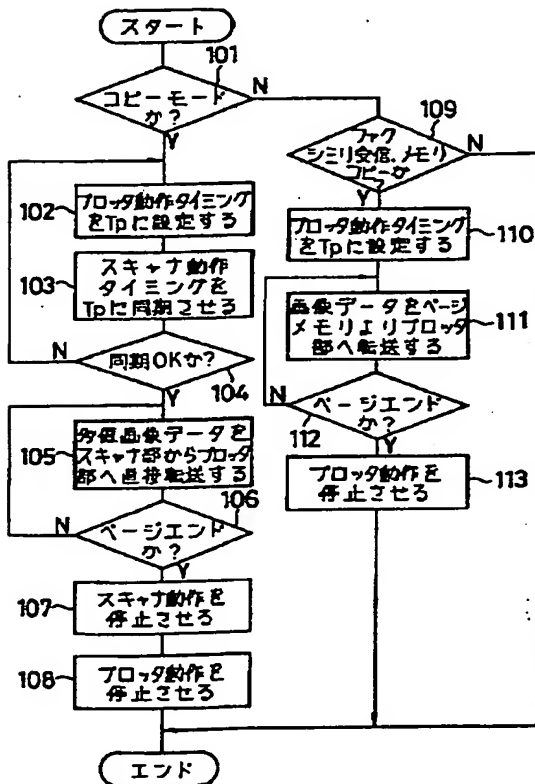 スタート
101
コピーモード
か?
N
Y
109
ファク
シミリ受信、メモリ
コピーか
?
N
Y
102
プロッタ動作タイミング
をTpに設定する
プロッタ動作タイミング
をTpに設定する
110
103
スキャナ動作
タイミングを
Tpに同期させる
画像データをページ
メモリよりプロッタ
部へ転送する
111
N
同期OKか?
104
Y
112
ページエンド
か?
N
Y
105
多値画像データを
スキャナ部からプロッタ
部へ直接転送する
プロッタ動作を
停止させる
113
106
N
ページエンド
か?
Y
107
スキャナ動作を
停止させる
108
プロッタ動作を
停止させる
エンド